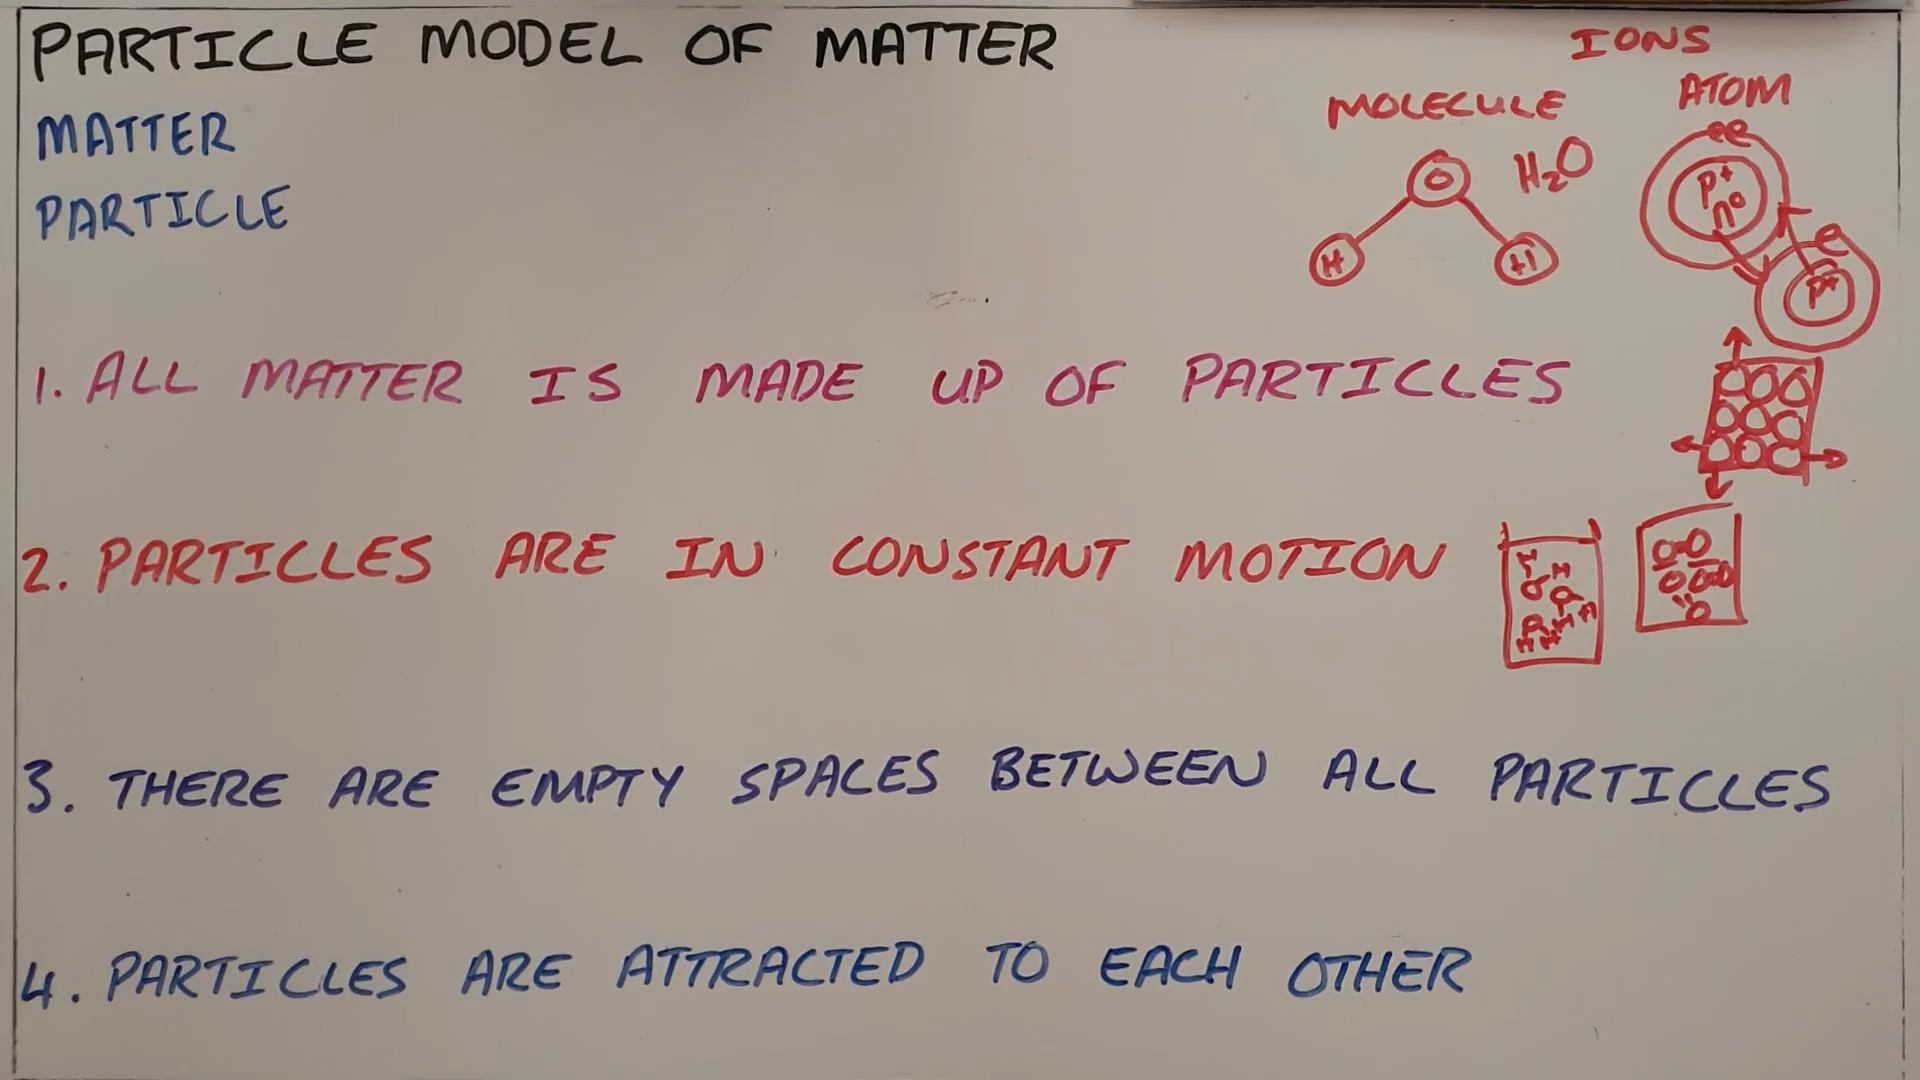 PARTICLE MODEL OF MATTER
MATTER
PARTICLE
IONS
MOLECULE
ATOM
H₂O
O
H
H
ee
p+
n0
e
p+
1. ALL MATTER IS MADE UP OF PARTICLES
2. PARTICLES ARE IN CONSTANT MOTION
3. THERE ARE EMPTY SPACES BETWEEN ALL PARTICLES
4. PARTICLES ARE ATTRACTED TO EACH OTHER